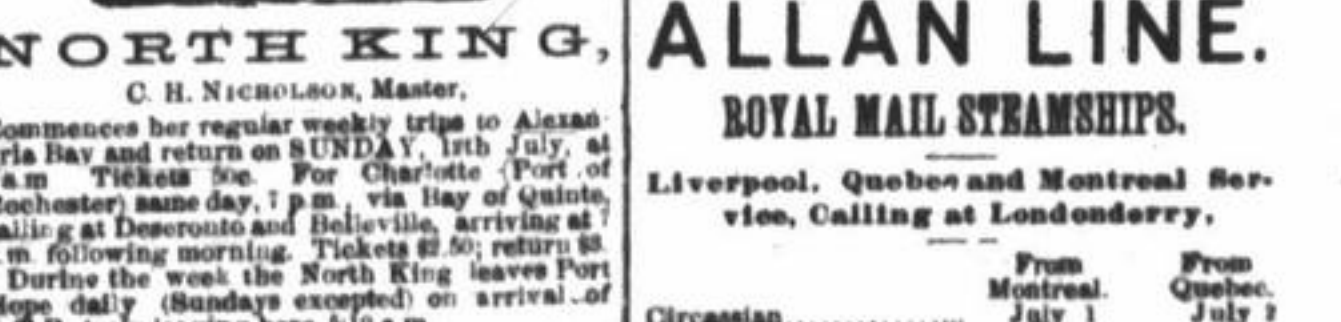 NORTH KING,
C. H. NICHOLSON, Master,
ommences her regular weekly trips to Alexan-
ria Bay and return on SUNDAY, July, at
a.m Tickets 50c. For Charlotte (Port of
Rochester) same day, 7 p.m., via Bay of Quinte,
alling at Deseronto and Belleville, arriving at 7
.m. following morning. Tickets $2.50; return $3.
During the week the North King leaves Port
Hope daily (Sundays excepted) on arrival of
ALLAN LINE.
ROYAL MAIL STEAMSHIPS.
Liverpool, Quebec and Montreal Ser-
vice, Calling at Londonderry.
From From
Montreal. Quebec.
Circassian................... July 1 July 2